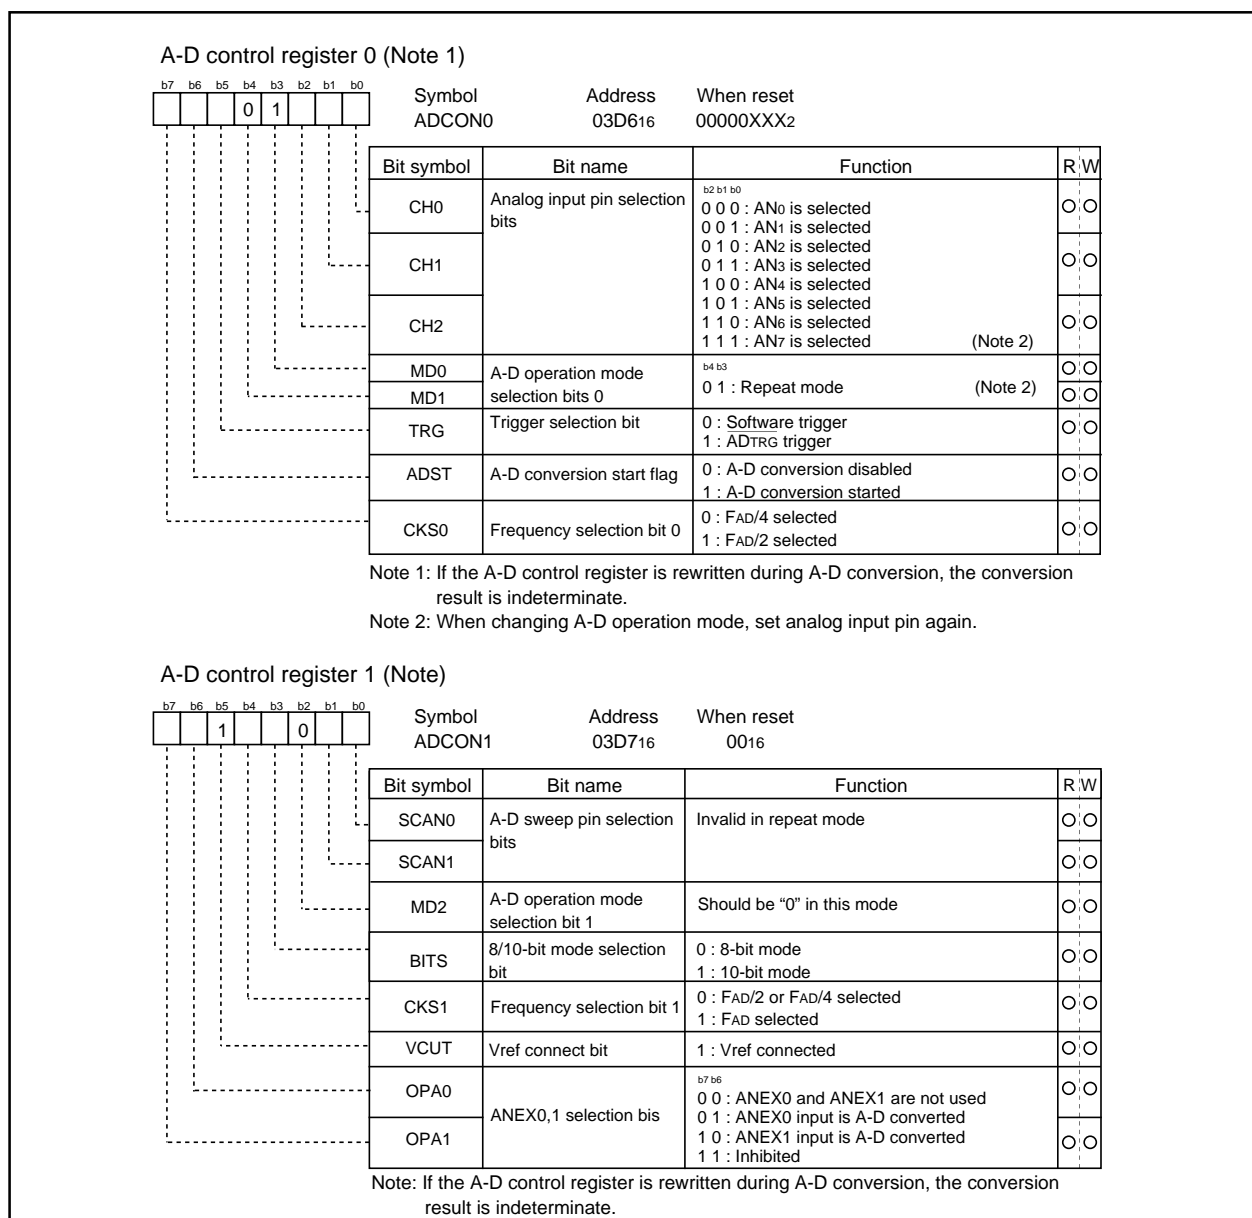 A-D control register 0 (Note 1)
b7 b6 b5 b4 b3 b2 b1 b0
0 1
Symbol Address When reset
ADCON0 03D616 00000XXX2
Bit symbol Bit name Function R W
CH0 Analog input pin selection bits
b2 b1 b0
0 0 0 : AN0 is selected
0 0 1 : AN1 is selected
0 1 0 : AN2 is selected
CH1 0 1 1 : AN3 is selected
1 0 0 : AN4 is selected
1 0 1 : AN5 is selected
CH2 1 1 0 : AN6 is selected
1 1 1 : AN7 is selected (Note 2)
MD0 A-D operation mode
MD1 selection bits 0
b4 b3
0 1 : Repeat mode (Note 2)
TRG Trigger selection bit 0 : Software trigger
1 : ADTRG trigger
ADST A-D conversion start flag 0 : A-D conversion disabled
1 : A-D conversion started
CKS0 Frequency selection bit 0 0 : FAD/4 selected
1 : FAD/2 selected
Note 1: If the A-D control register is rewritten during A-D conversion, the conversion
result is indeterminate.
Note 2: When changing A-D operation mode, set analog input pin again.
A-D control register 1 (Note)
b7 b6 b5 b4 b3 b2 b1 b0
1 0
Symbol Address When reset
ADCON1 03D716 0016
Bit symbol Bit name Function R W
SCAN0 A-D sweep pin selection Invalid in repeat mode
bits
SCAN1
MD2 A-D operation mode Should be “0” in this mode
selection bit 1
BITS 8/10-bit mode selection 0 : 8-bit mode
bit 1 : 10-bit mode
CKS1 Frequency selection bit 1 0 : FAD/2 or FAD/4 selected
1 : FAD selected
VCUT Vref connect bit 1 : Vref connected
OPA0 ANEX0,1 selection bis
b7 b6
0 0 : ANEX0 and ANEX1 are not used
0 1 : ANEX0 input is A-D converted
OPA1 1 0 : ANEX1 input is A-D converted
1 1 : Inhibited
Note: If the A-D control register is rewritten during A-D conversion, the conversion
result is indeterminate.